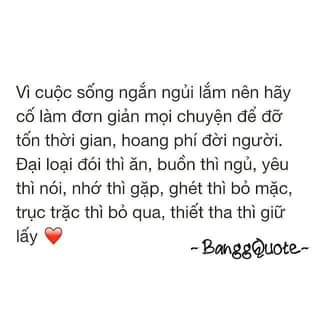 Vì cuộc sống ngắn ngủi lắm nên hãy
cố làm đơn giản mọi chuyện để đỡ
tốn thời gian, hoang phí đời người.
Đại loại đói thì ăn, buồn thì ngủ, yêu
thì nói, nhớ thì gặp, ghét thì bỏ mặc,
trục trặc thì bỏ qua, thiết tha thì giữ
lấy ❤️
~BanggQuote~